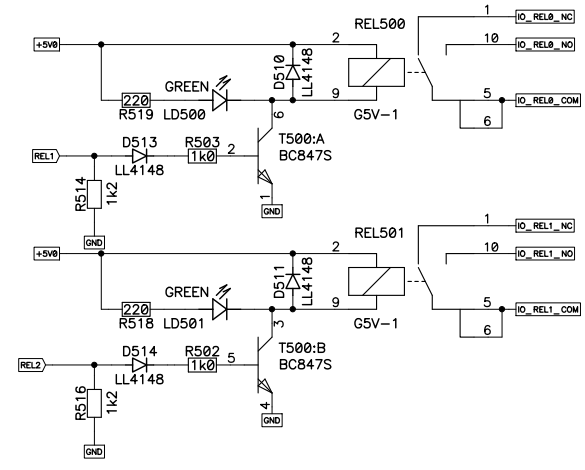 REL500
1
IO_REL0_NC
10
IO_REL0_NO
+5V0
2
D510
LL4148
GREEN
220
R519
LD500
9
G5V-1
5
IO_REL0_COM
6
6
D513
R503
T500:A
REL1
1k0
2
BC847S
LL4148
R514
1k2
1
GND
GND
REL501
1
IO_REL1_NC
10
IO_REL1_NO
+5V0
2
D511
LL4148
GREEN
220
R518
LD501
9
G5V-1
5
IO_REL1_COM
6
3
D514
R502
T500:B
REL2
1k0
5
BC847S
LL4148
R516
1k2
4
GND
GND